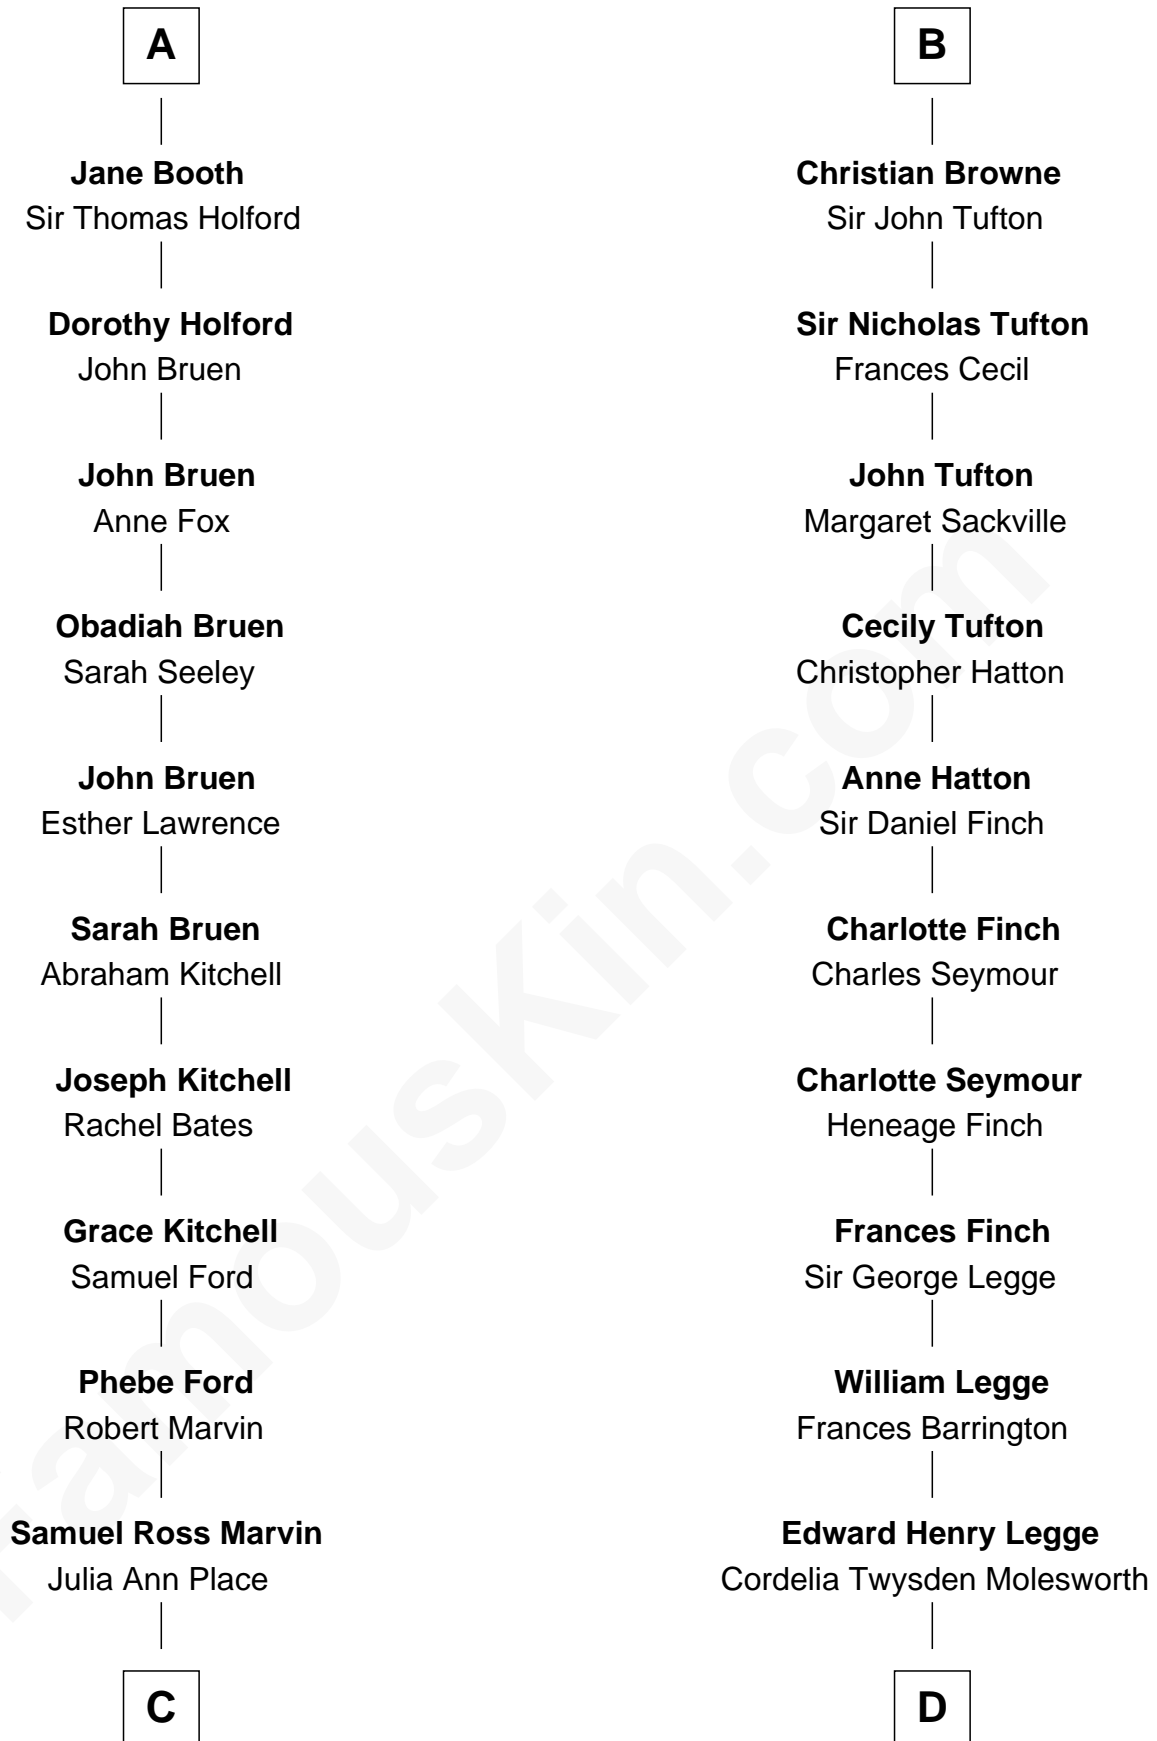 A
Jane Booth
Sir Thomas Holford
Dorothy Holford
John Bruen
John Bruen
Anne Fox
Obadiah Bruen
Sarah Seeley
John Bruen
Esther Lawrence
Sarah Bruen
Abraham Kitchell
Joseph Kitchell
Rachel Bates
Grace Kitchell
Samuel Ford
Phebe Ford
Robert Marvin
Samuel Ross Marvin
Julia Ann Place
C
B
Christian Browne
Sir John Tufton
Sir Nicholas Tufton
Frances Cecil
John Tufton
Margaret Sackville
Cecily Tufton
Christopher Hatton
Anne Hatton
Sir Daniel Finch
Charlotte Finch
Charles Seymour
Charlotte Seymour
Heneage Finch
Frances Finch
Sir George Legge
William Legge
Frances Barrington
Edward Henry Legge
Cordelia Twysden Molesworth
D
FamousKin.com